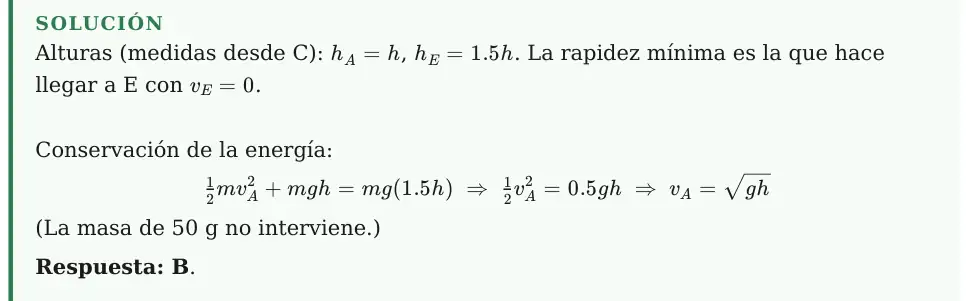 SOLUCIÓN
Alturas (medidas desde C): h_A = h, h_E = 1.5h. La rapidez mínima es la que hace
llegar a E con v_E = 0.
Conservación de la energía:
½mv_A² + mgh = mg(1.5h) ⇒ ½v_A² = 0.5gh ⇒ v_A = √gh
(La masa de 50 g no interviene.)
Respuesta: B.